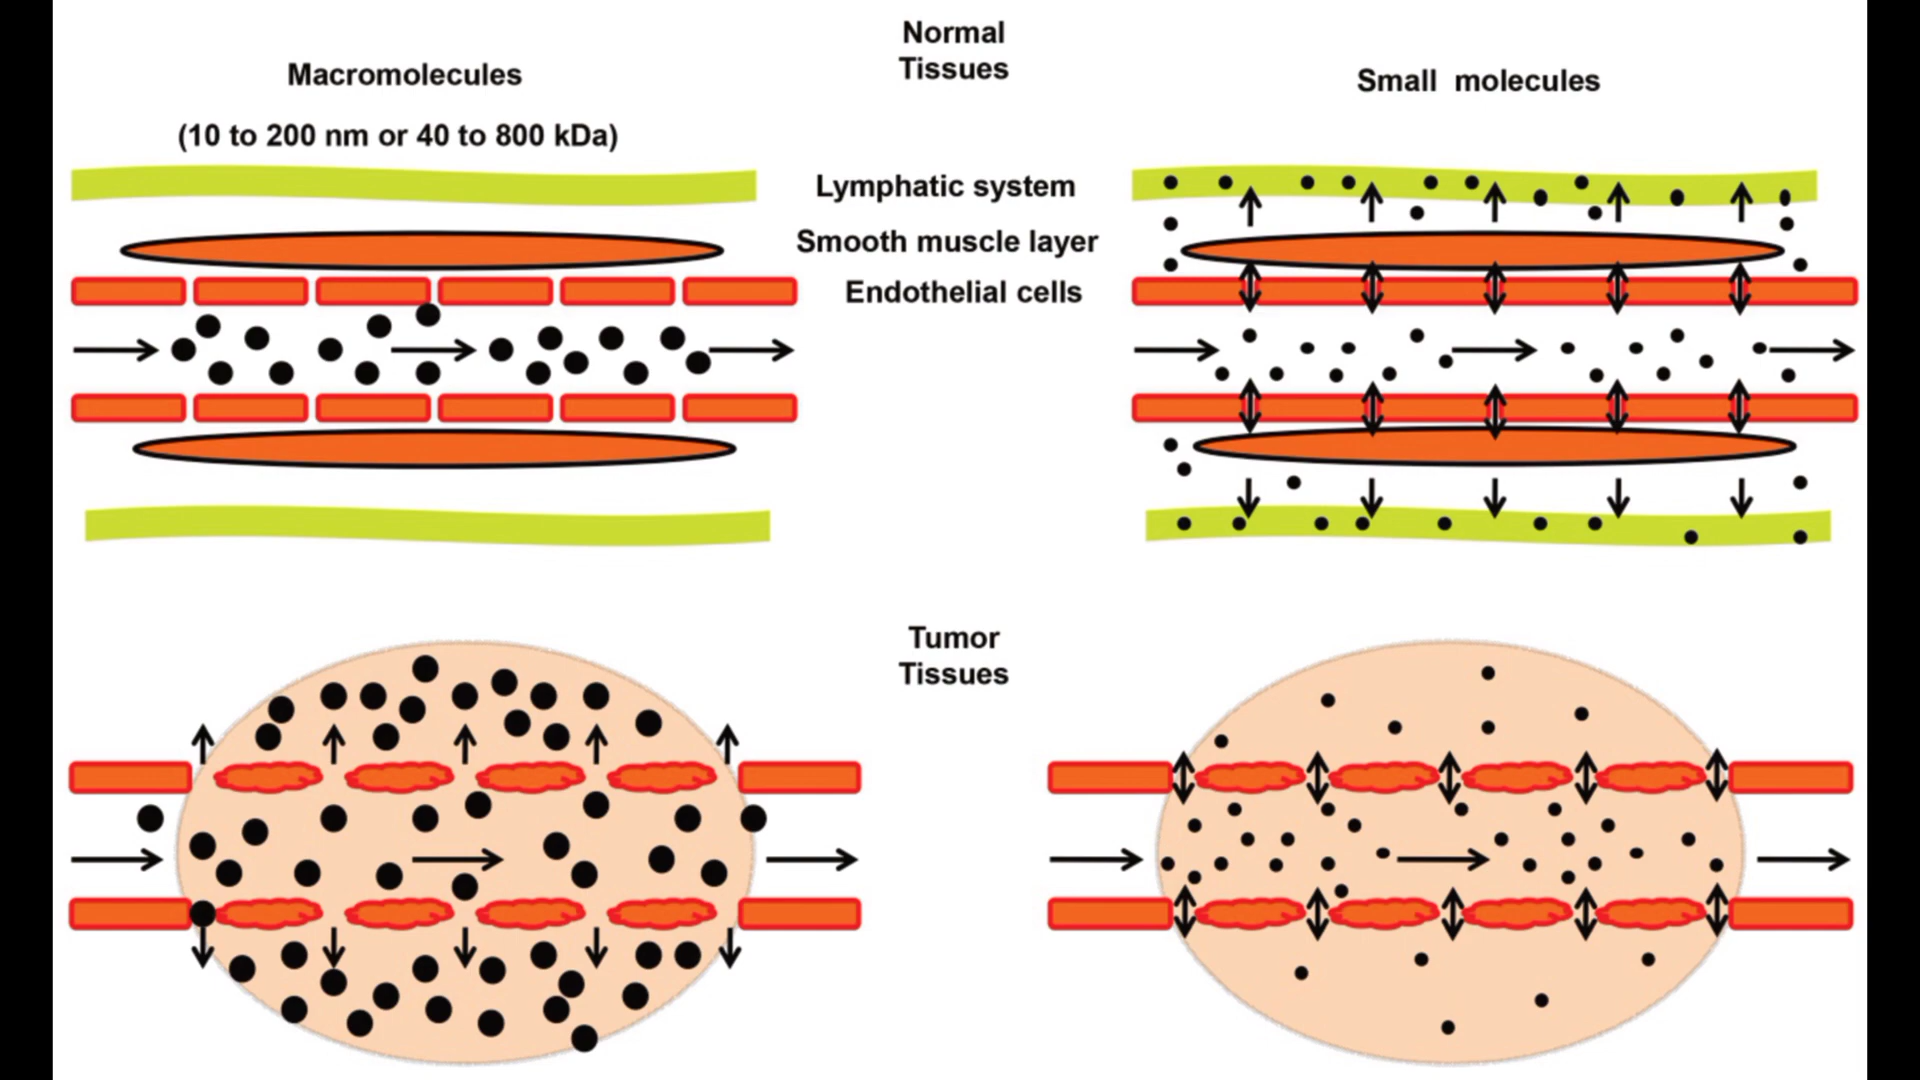 Normal
Tissues
Macromolecules
(10 to 200 nm or 40 to 800 kDa)
Small molecules
Lymphatic system
Smooth muscle layer
Endothelial cells
Tumor
Tissues